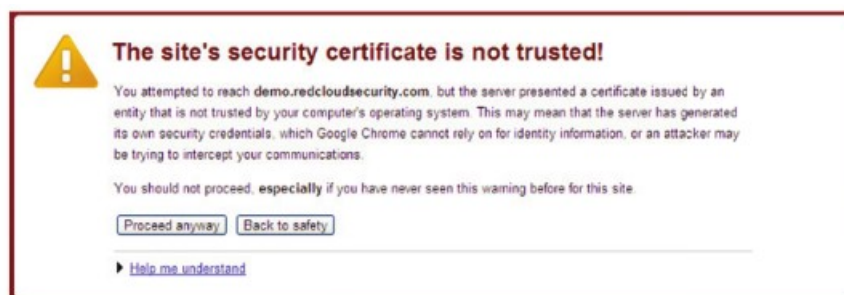 The site's security certificate is not trusted!
You attempted to reach demo.redcloudsecurity.com, but the server presented a certificate issued by an
entity that is not trusted by your computer's operating system. This may mean that the server has generated
its own security credentials, which Google Chrome cannot rely on for identity information, or an attacker may
be trying to intercept your communications.
You should not proceed, especially if you have never seen this warning before for this site.
Proceed anyway Back to safety
Help me understand